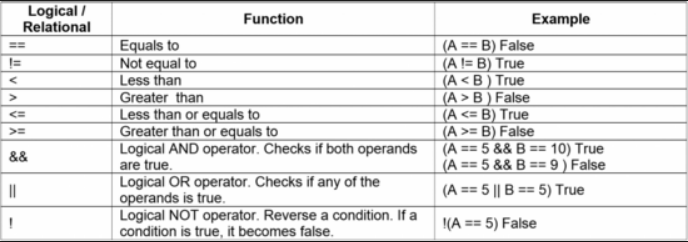 Logical / Relational Function Example
== Equals to (A == B) False
!= Not equal to (A != B) True
< Less than (A < B ) True
> Greater  than (A > B ) False
<= Less than or equals to (A <= B) True
>= Greater than or equals to (A >= B) False
&& Logical AND operator. Checks if both operands are true. (A == 5 && B == 10) True
(A == 5 && B == 9 ) False
|| Logical OR operator. Checks if any of the operands is true. (A == 5 || B == 5) True
! Logical NOT operator. Reverse a condition. If a condition is true, it becomes false. !(A == 5) False